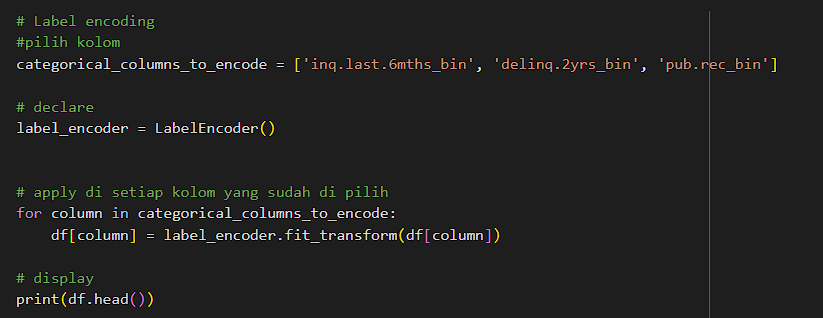 # Label encoding
#pilih kolom
categorical_columns_to_encode = ['inq.last.6mths_bin', 'delinq.2yrs_bin', 'pub.rec_bin']
# declare
label_encoder = LabelEncoder()
# apply di setiap kolom yang sudah di pilih
for column in categorical_columns_to_encode:
    df[column] = label_encoder.fit_transform(df[column])
# display
print(df.head())